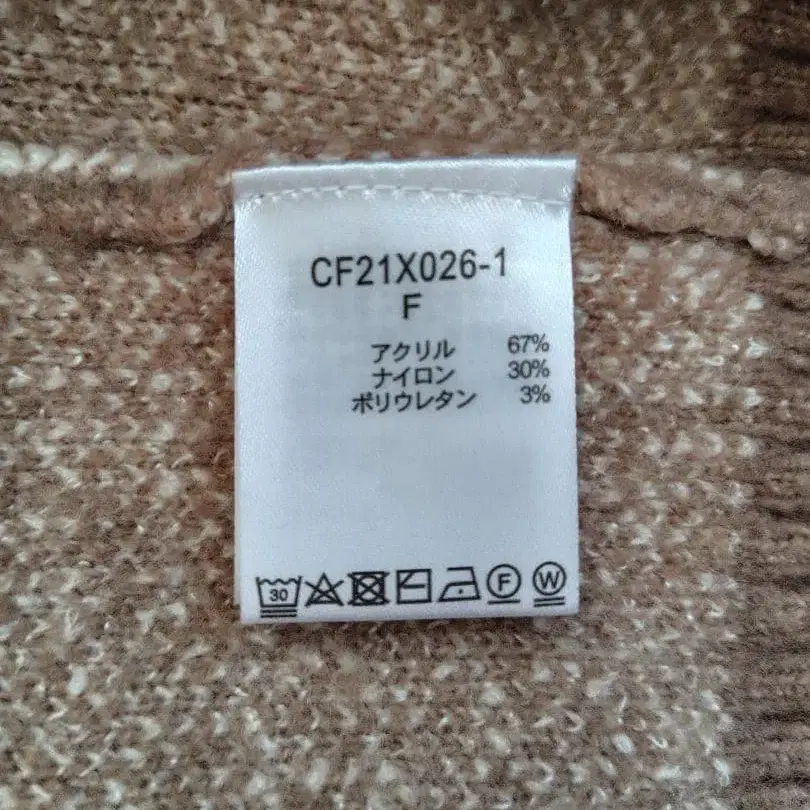 CF21X026-1
F
アクリル 67%
ナイロン 30%
ポリウレタン 3%
30 F W